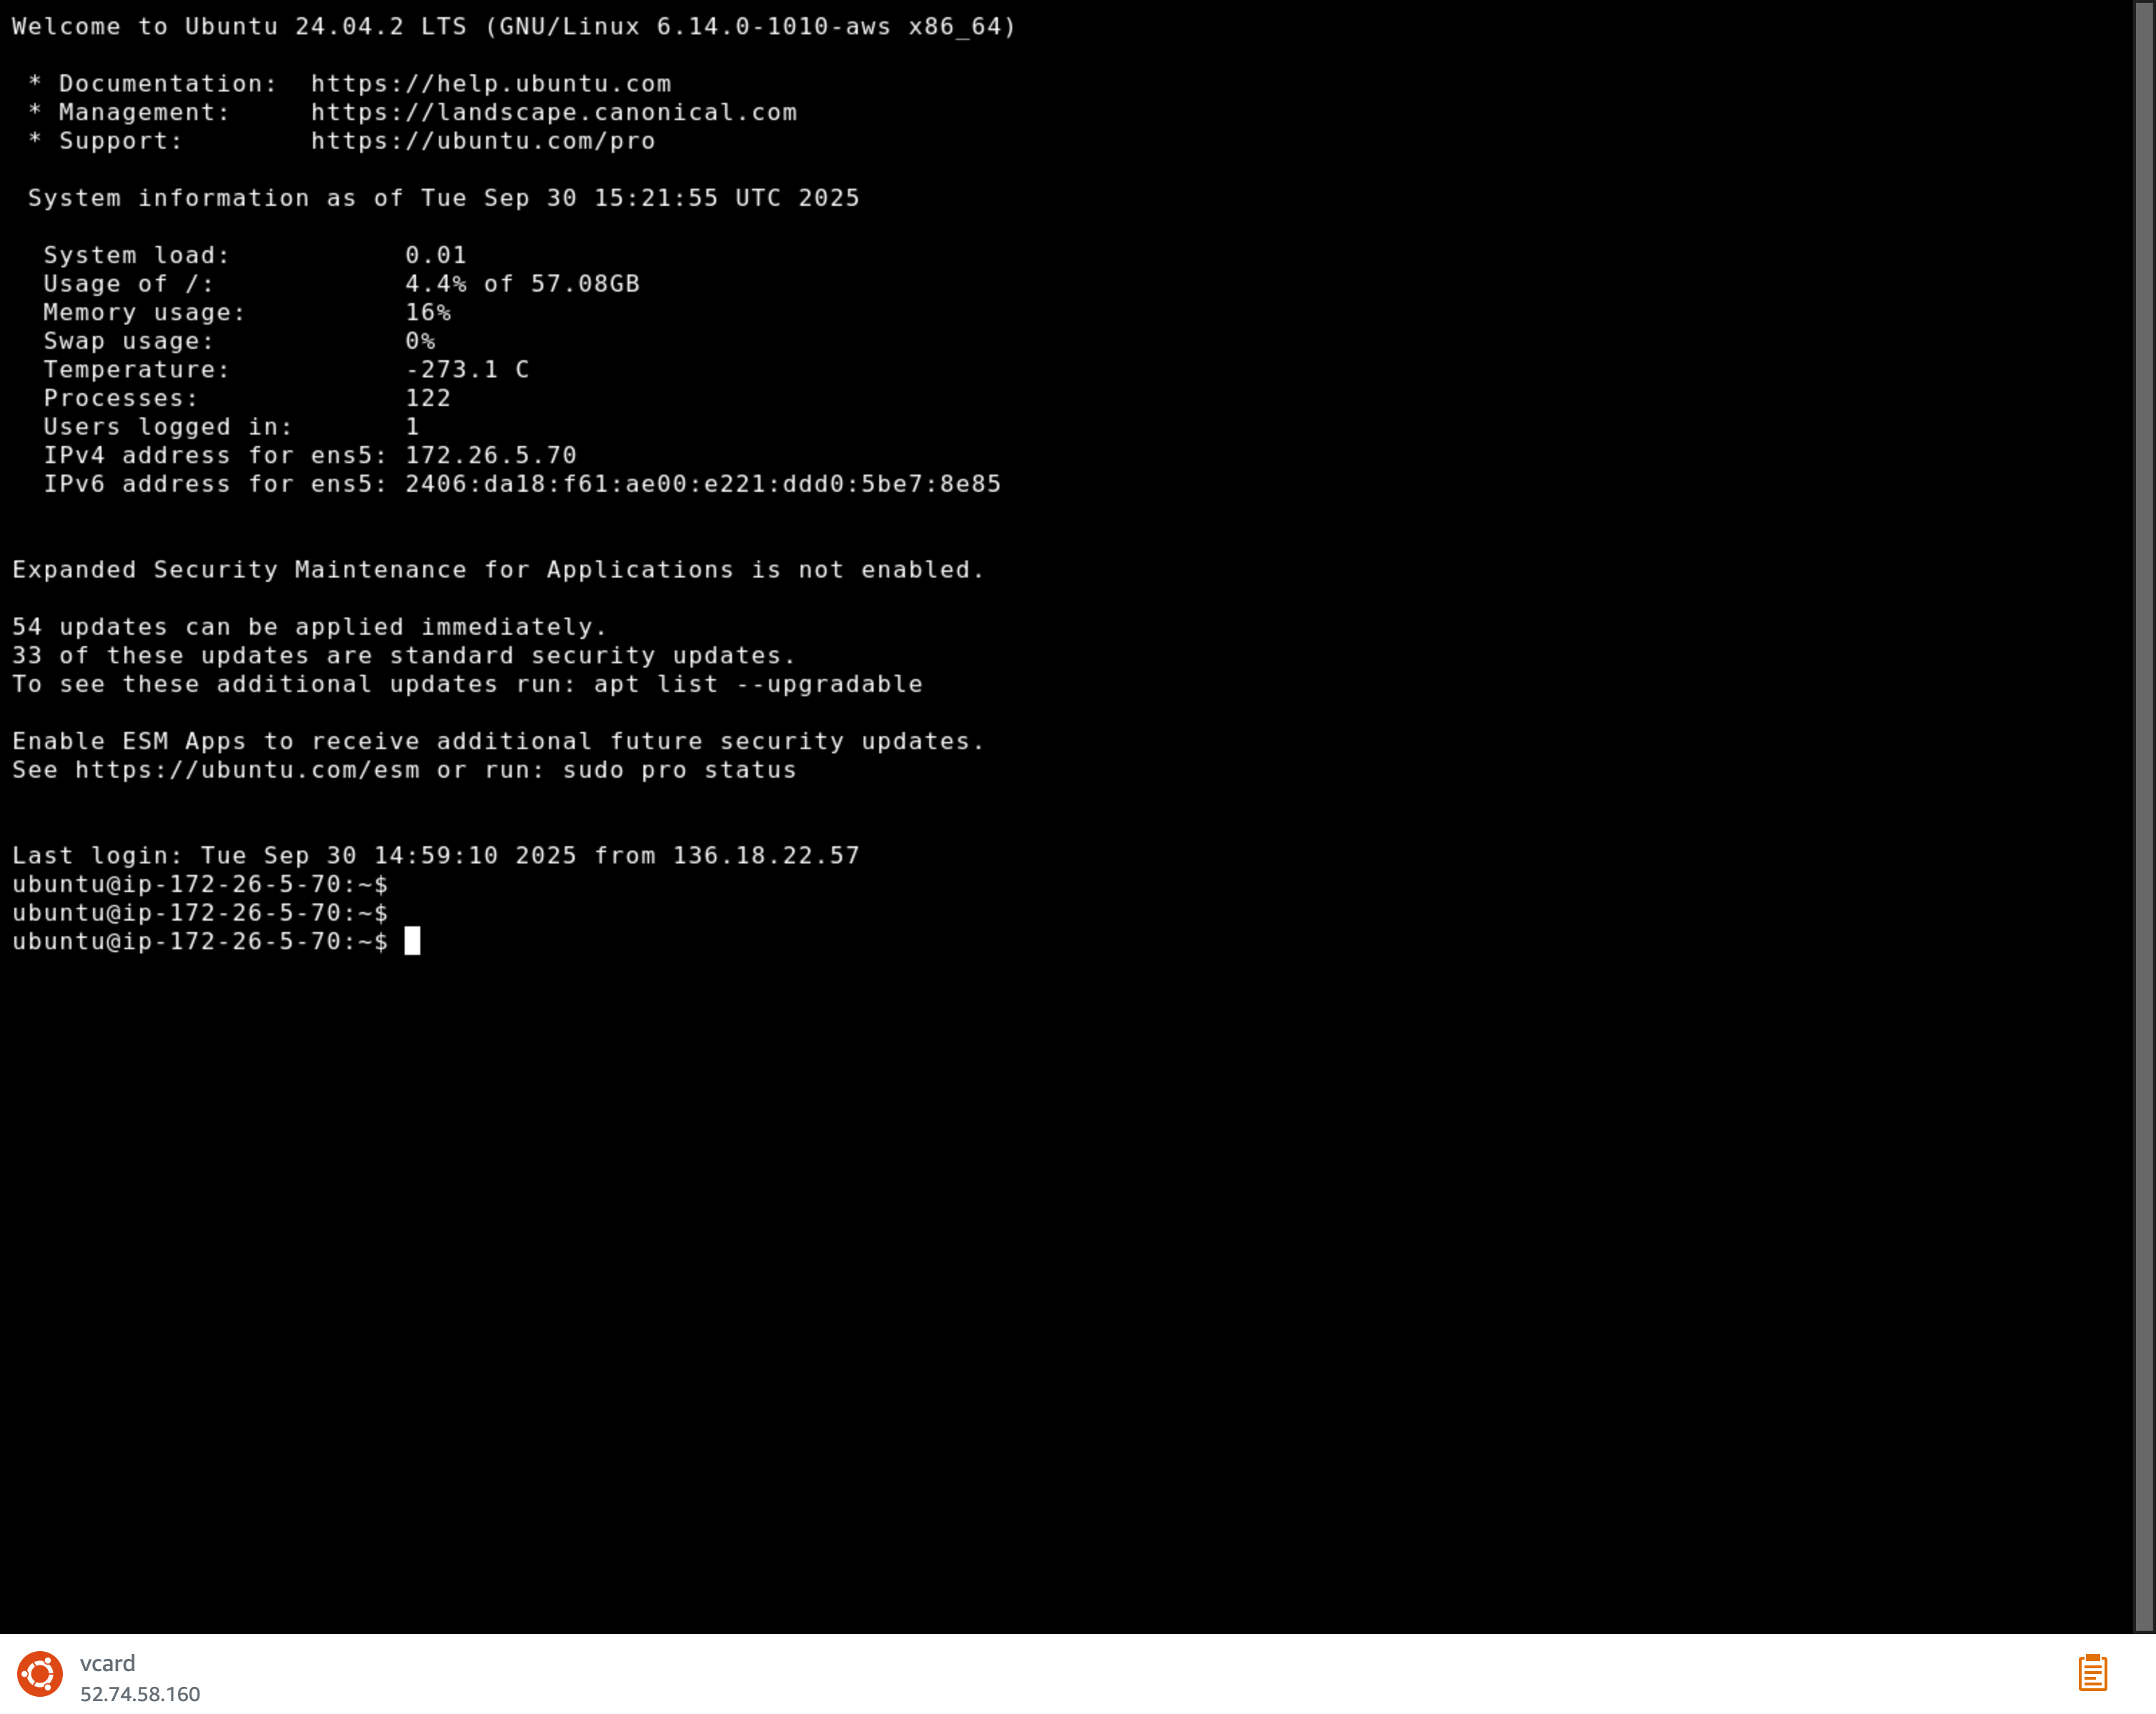 Welcome to Ubuntu 24.04.2 LTS (GNU/Linux 6.14.0-1010-aws x86_64)
* Documentation:  https://help.ubuntu.com
* Management:     https://landscape.canonical.com
* Support:        https://ubuntu.com/pro
System information as of Tue Sep 30 15:21:55 UTC 2025
System load:           0.01
Usage of /:            4.4% of 57.08GB
Memory usage:          16%
Swap usage:            0%
Temperature:           -273.1 C
Processes:             122
Users logged in:       1
IPv4 address for ens5: 172.26.5.70
IPv6 address for ens5: 2406:da18:f61:ae00:e221:ddd0:5be7:8e85
Expanded Security Maintenance for Applications is not enabled.
54 updates can be applied immediately.
33 of these updates are standard security updates.
To see these additional updates run: apt list --upgradable
Enable ESM Apps to receive additional future security updates.
See https://ubuntu.com/esm or run: sudo pro status
Last login: Tue Sep 30 14:59:10 2025 from 136.18.22.57
ubuntu@ip-172-26-5-70:~$
ubuntu@ip-172-26-5-70:~$
ubuntu@ip-172-26-5-70:~$
vcard
52.74.58.160